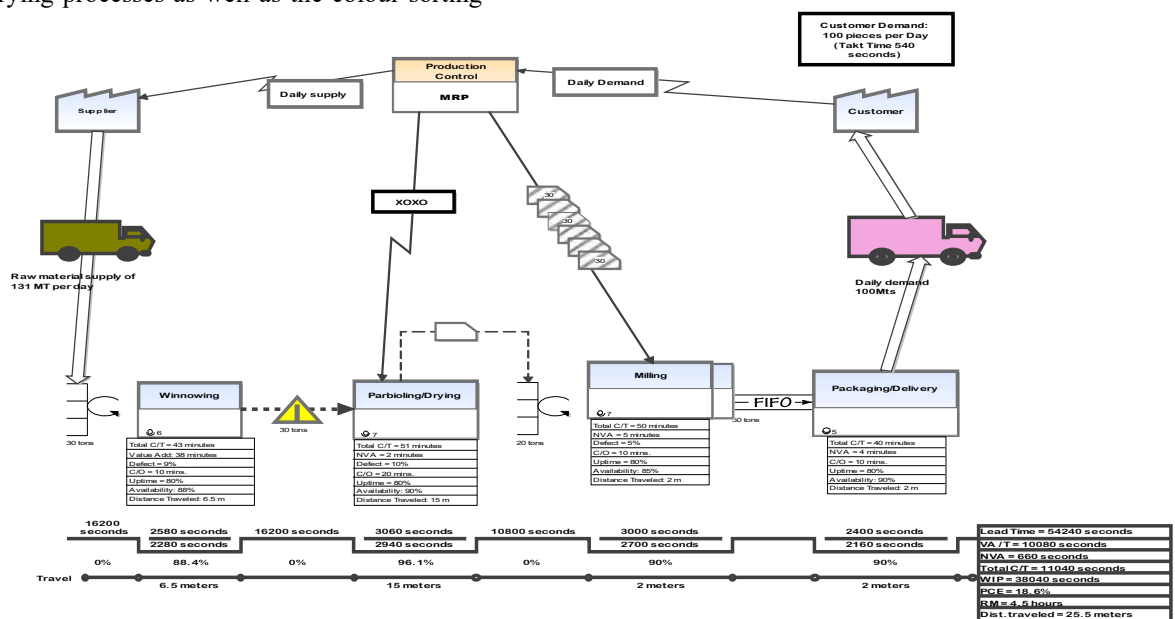 rying processes as well as the colour sorting
Customer Demand:
100 pieces per Day
(Takt Time 540
seconds)
Production
Control
MRP
Daily supply
Daily Demand
Supplier
Customer
XOXO
30
30
30
Raw material supply of
131 MT per day
Daily demand
100Mts
30 tons
Winnowing
6
Total C/T = 43 minutes
Value Add: 38 minutes
Defect = 9%
C/O = 10 mins.
Uptime = 80%
Availability: 88%
Distance Traveled: 6.5 m
30 tons
Parbioling/Drying
7
Total C/T = 51 minutes
NVA = 2 minutes
Defect = 10%
C/O = 20 mins.
Uptime = 80%
Availability: 90%
Distance Traveled: 15 m
20 tons
Milling
7
Total C/T = 50 minutes
NVA = 5 minutes
Defect = 5%
C/O = 10 mins.
Uptime = 80%
Availability: 85%
Distance Traveled: 2 m
FIFO
30 tons
Packaging/Delivery
5
Total C/T = 40 minutes
NVA = 4 minutes
C/O = 10 mins.
Uptime = 80%
Availability: 90%
Distance Traveled: 2 m
16200
seconds
2580 seconds
2280 seconds
16200 seconds
3060 seconds
2940 seconds
10800 seconds
3000 seconds
2700 seconds
2400 seconds
2160 seconds
0%
88.4%
0%
96.1%
0%
90%
90%
Travel
6.5 meters
15 meters
2 meters
2 meters
Lead Time = 54240 seconds
VA / T = 10080 seconds
NVA = 660 seconds
Total C/T = 11040 seconds
WIP = 38040 seconds
PCE = 18.6%
RM = 4.5 hours
Dist. traveled = 25.5 meters